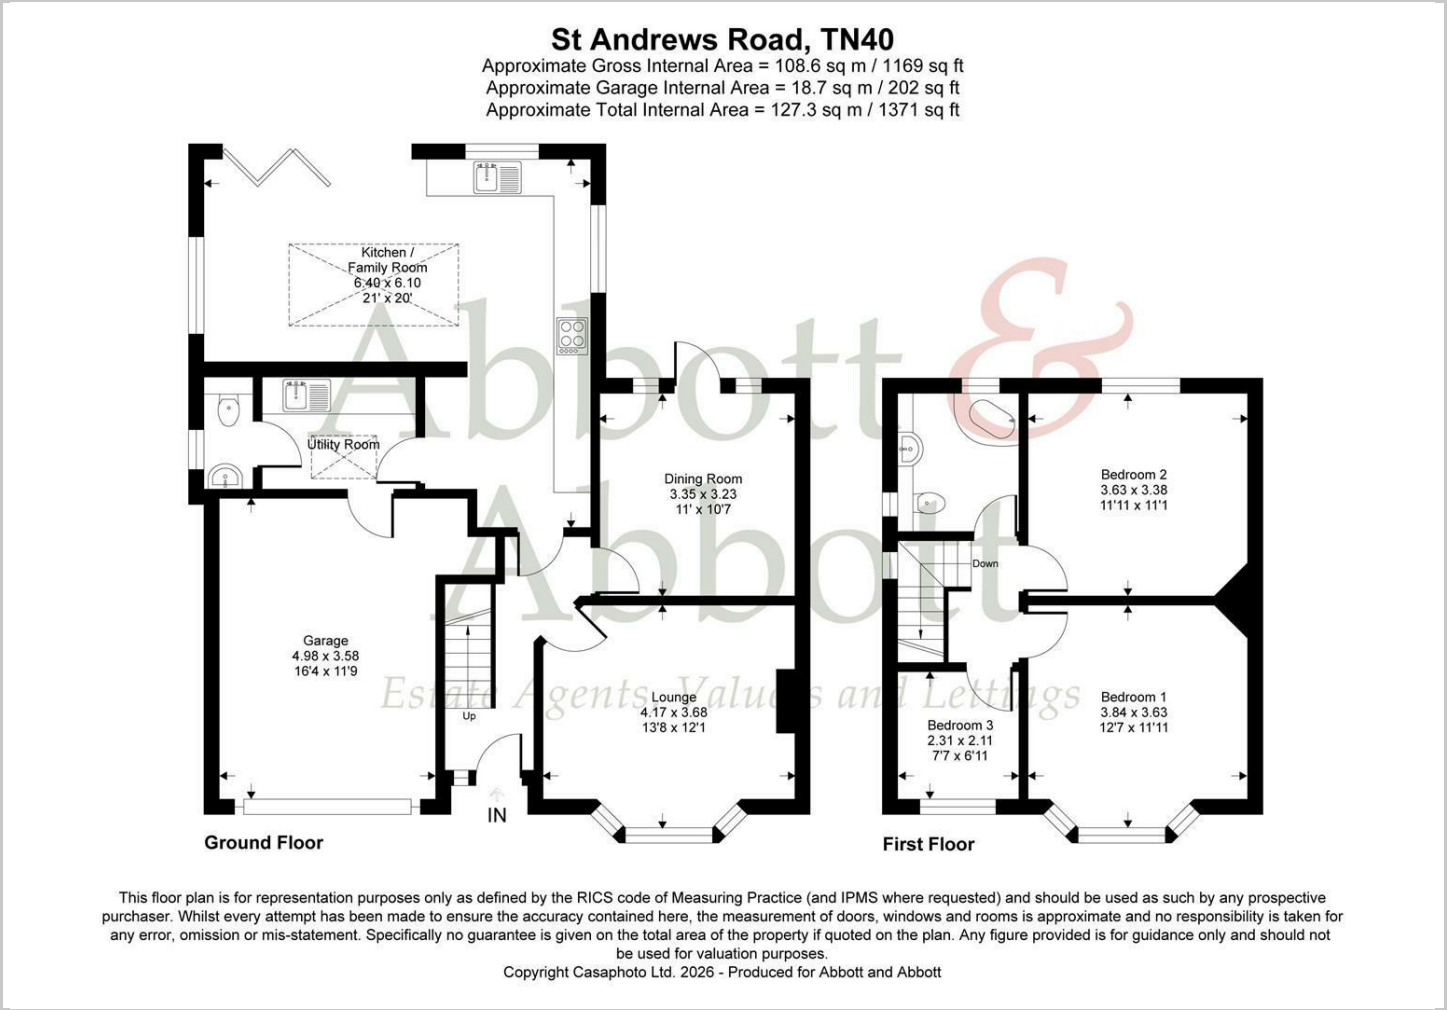 St Andrews Road, TN40
Approximate Gross Internal Area = 108.6 sq m / 1169 sq ft
Approximate Garage Internal Area = 18.7 sq m / 202 sq ft
Approximate Total Internal Area = 127.3 sq m / 1371 sq ft
Kitchen /
Family Room
6.40 x 6.10
21' x 20'
Abbott &
Abbott
Estate Agents, Valuers and Lettings
Utility Room
Dining Room
3.35 x 3.23
11' x 10'7
Garage
4.98 x 3.58
16'4 x 11'9
Up
Lounge
4.17 x 3.68
13'8 x 12'1
IN
Ground Floor
Bedroom 2
3.63 x 3.38
11'11 x 11'1
Down
Bedroom 1
3.84 x 3.63
12'7 x 11'11
Bedroom 3
2.31 x 2.11
7'7 x 6'11
First Floor
This floor plan is for representation purposes only as defined by the RICS code of Measuring Practice (and IPMS where requested) and should be used as such by any prospective
purchaser. Whilst every attempt has been made to ensure the accuracy contained here, the measurement of doors, windows and rooms is approximate and no responsibility is taken for
any error, omission or mis-statement. Specifically no guarantee is given on the total area of the property if quoted on the plan. Any figure provided is for guidance only and should not
be used for valuation purposes.
Copyright Casaphoto Ltd. 2026 - Produced for Abbott and Abbott